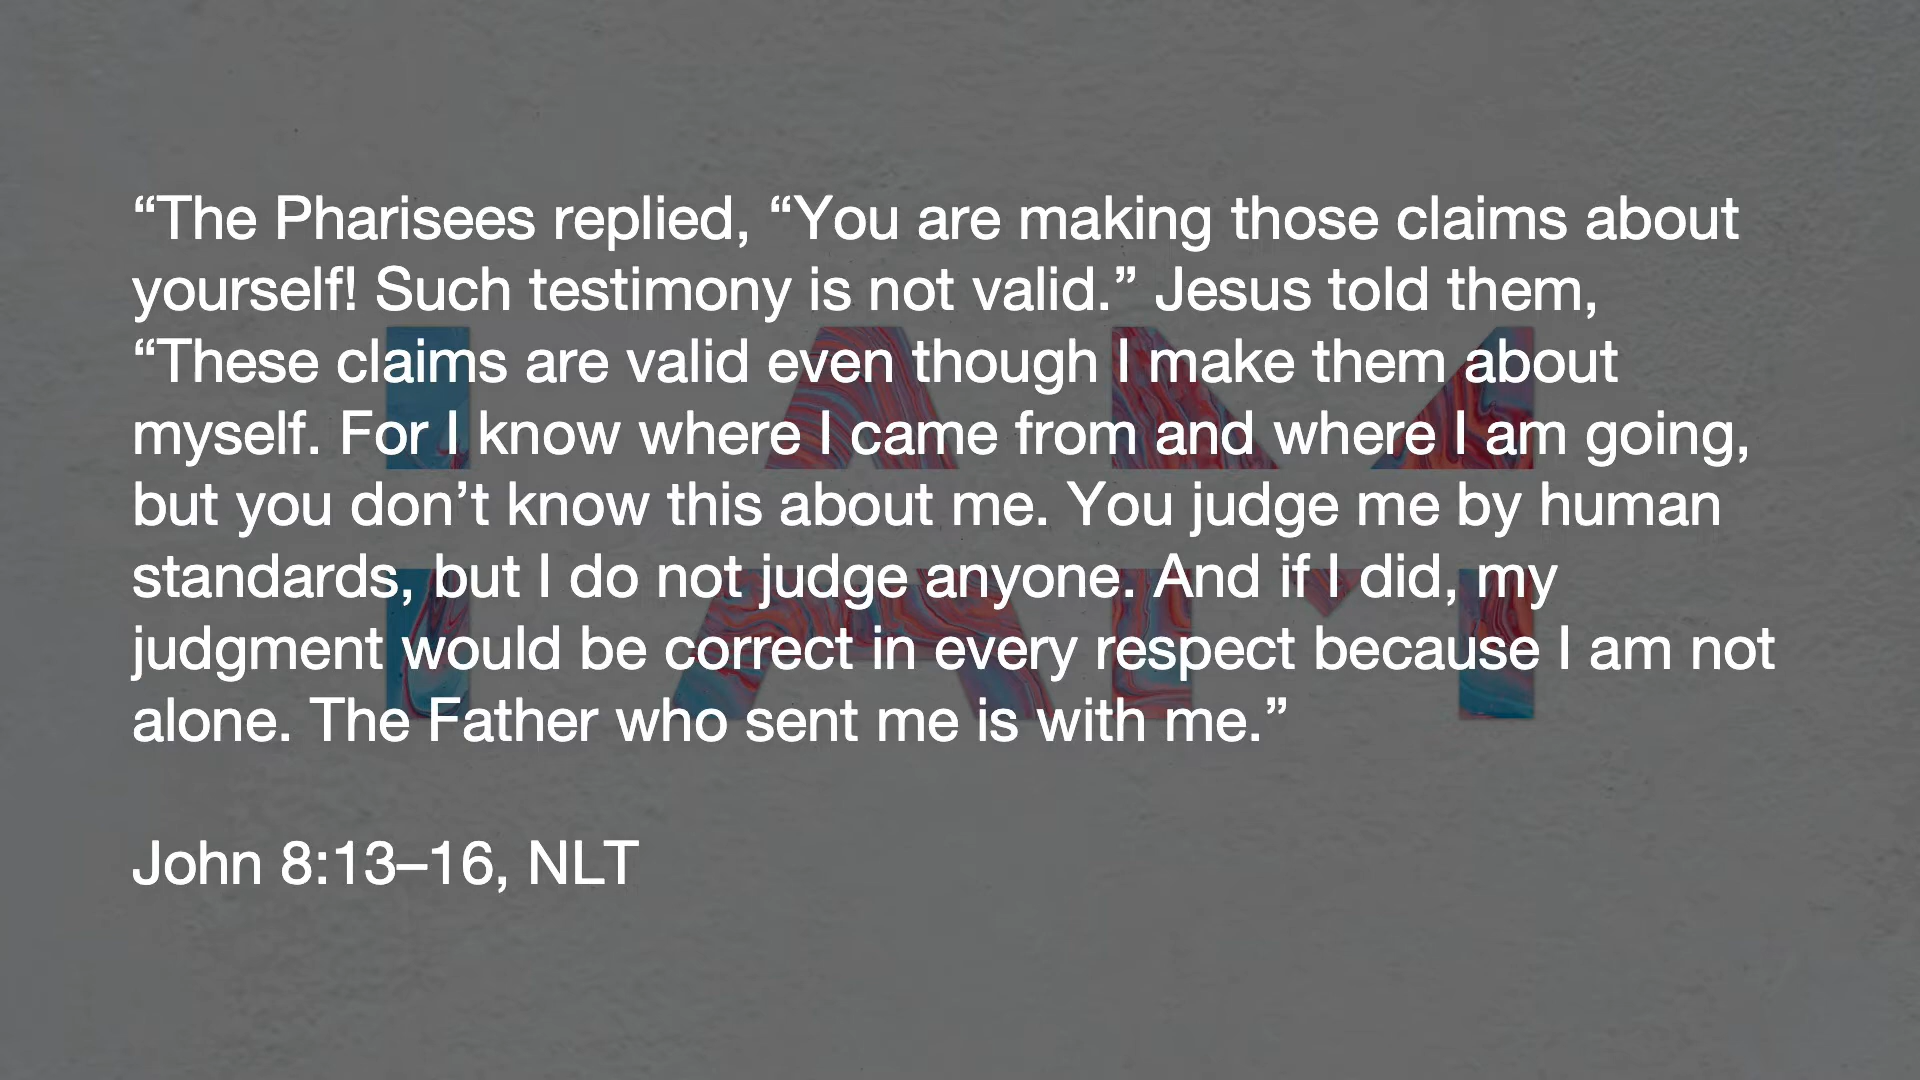 “The Pharisees replied, “You are making those claims about
yourself! Such testimony is not valid.” Jesus told them,
“These claims are valid even though I make them about
myself. For I know where I came from and where I am going,
but you don’t know this about me. You judge me by human
standards, but I do not judge anyone. And if I did, my
judgment would be correct in every respect because I am not
alone. The Father who sent me is with me.”
John 8:13–16, NLT
I AM
I AM